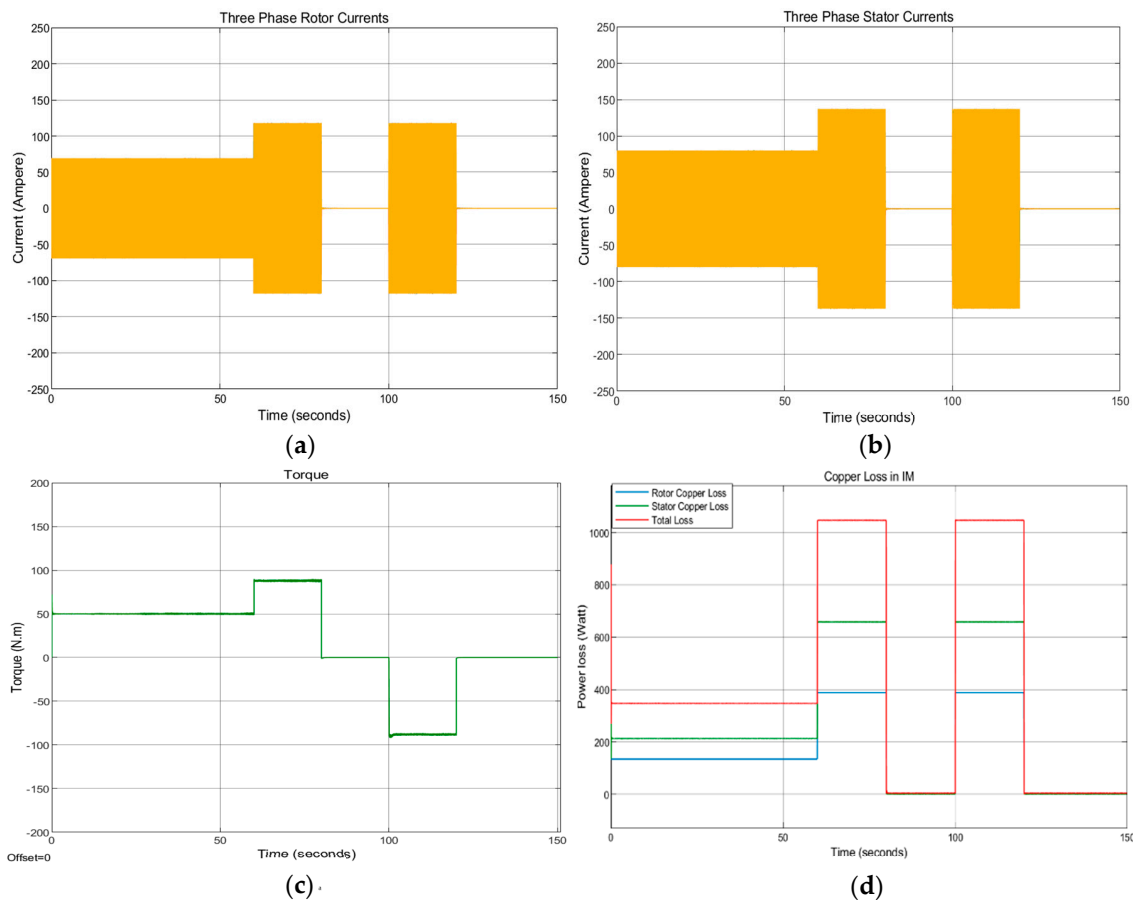 Three Phase Rotor Currents
250
200
150
100
50
0
-50
-100
-150
-200
-250
Current (Ampere)
0
50
100
150
Time (seconds)
(a)
Three Phase Stator Currents
250
200
150
100
50
0
-50
-100
-150
-200
-250
Current (Ampere)
0
50
100
150
Time (seconds)
(b)
Torque
200
150
100
50
0
-50
-100
-150
-200
Torque (N.m)
0
50
100
150
Time (seconds)
Offset=0
(c)
Copper Loss in IM
Rotor Copper Loss
Stator Copper Loss
Total Loss
1000
800
600
400
200
0
Power loss (Watt)
0
50
100
150
Time (seconds)
(d)